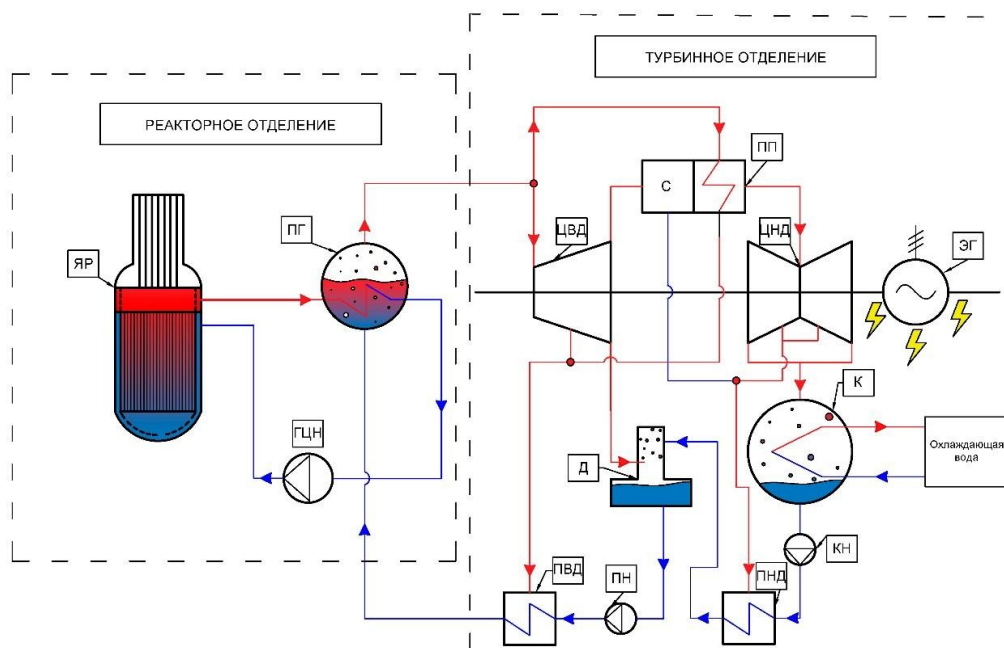 ТУРБИННОЕ ОТДЕЛЕНИЕ
РЕАКТОРНОЕ ОТДЕЛЕНИЕ
ПП
С
ПГ
ЦВД
ЦНД
ЭГ
ЯР
К
ГЦН
Охлаждающая
вода
Д
КН
ПВД
ПН
ПНД